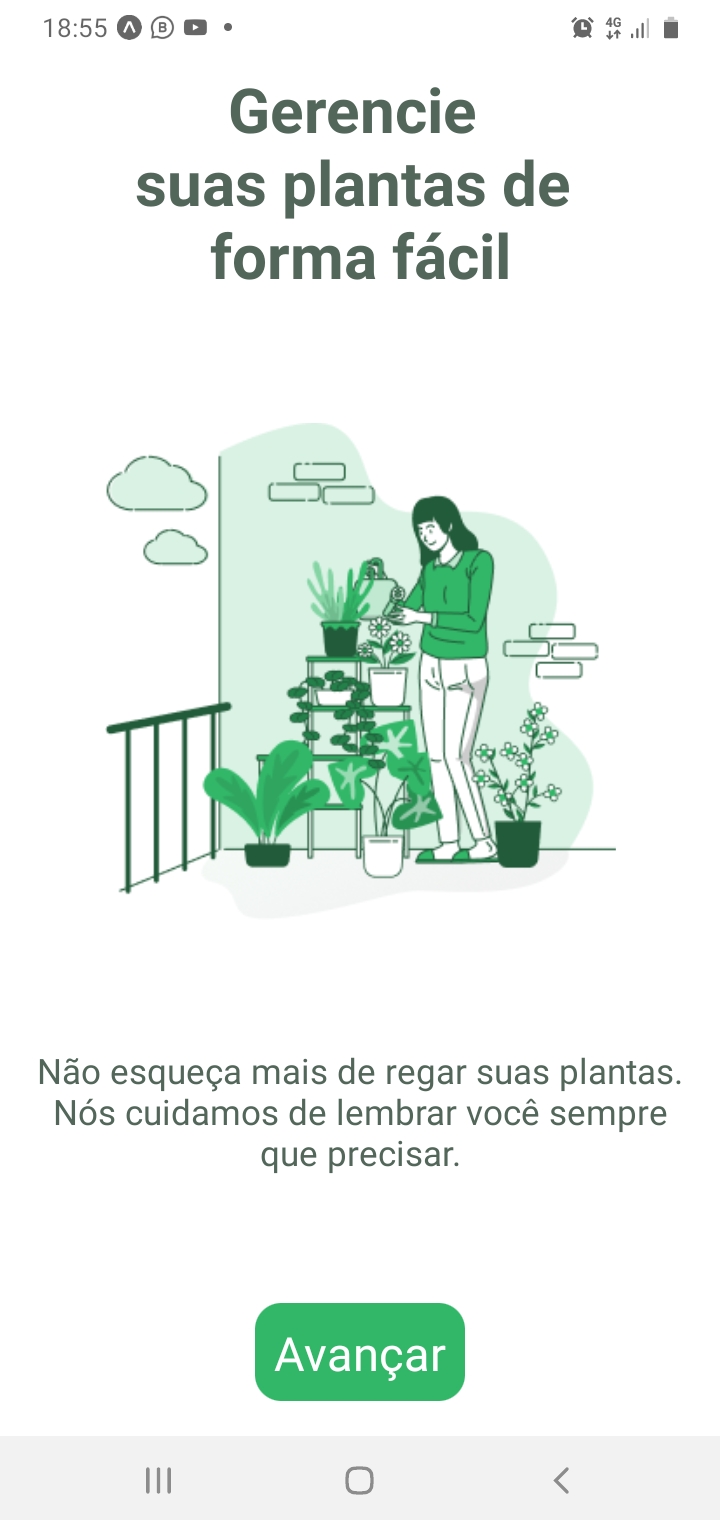 18:55
4G
Gerencie
suas plantas de
forma fácil
Não esqueça mais de regar suas plantas.
Nós cuidamos de lembrar você sempre
que precisar.
Avançar